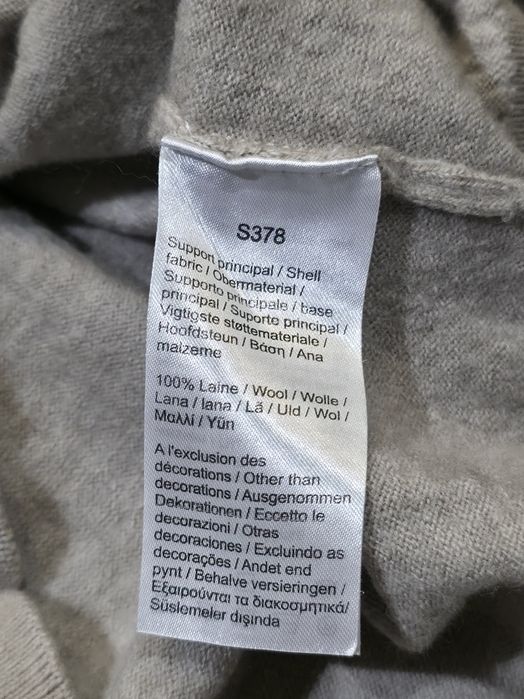 S378
Support principal / Shell
fabric / Obermaterial /
Supporto principale / base
principal / Suporte principal /
Vigtigste støttemateriale /
Hoofdsteun / Βάση / Ana
malzeme
100% Laine / Wool / Wolle /
Lana / lana / Lã / Uld / Wol /
Μαλλί / Yün
A l'exclusion des
décorations / Other than
decorations / Ausgenommen
Dekorationen / Eccetto le
decorazioni / Otras
decoraciones / Excluindo as
decorações / Andet end
pynt / Behalve versieringen /
Εξαιρούνται τα διακοσμητικά/
Süslemeler dışında